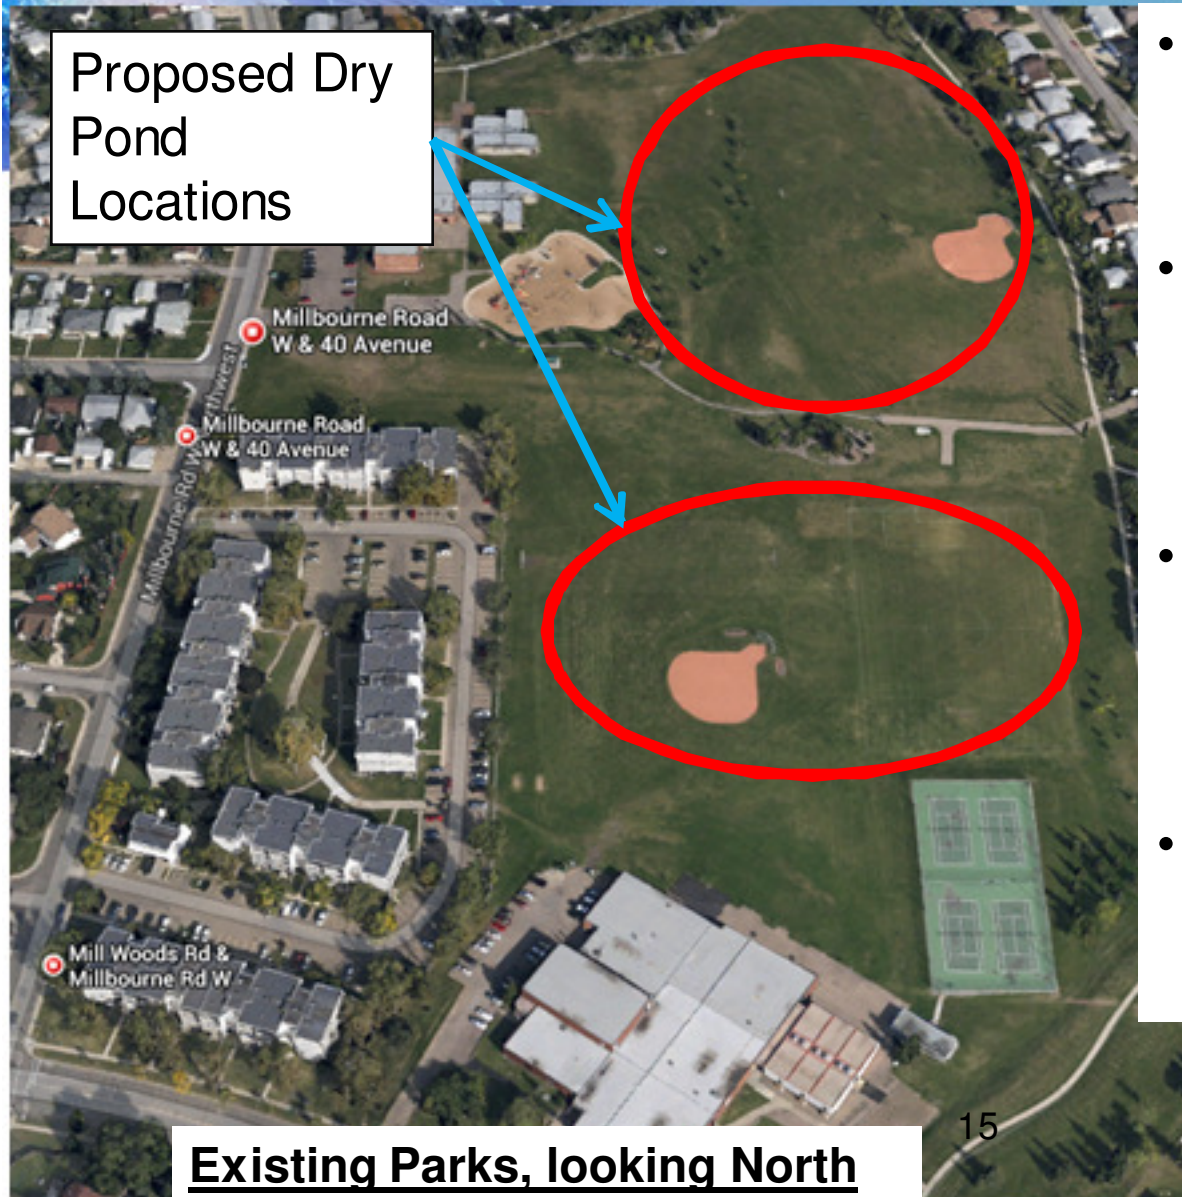 Proposed Dry
Pond
Locations
Millbourne Road
W & 40 Avenue
Millbourne Road
W & 40 Avenue
Millbourne Rd Northwest
Mill Woods Rd &
Millbourne Rd W
15
Existing Parks, looking North